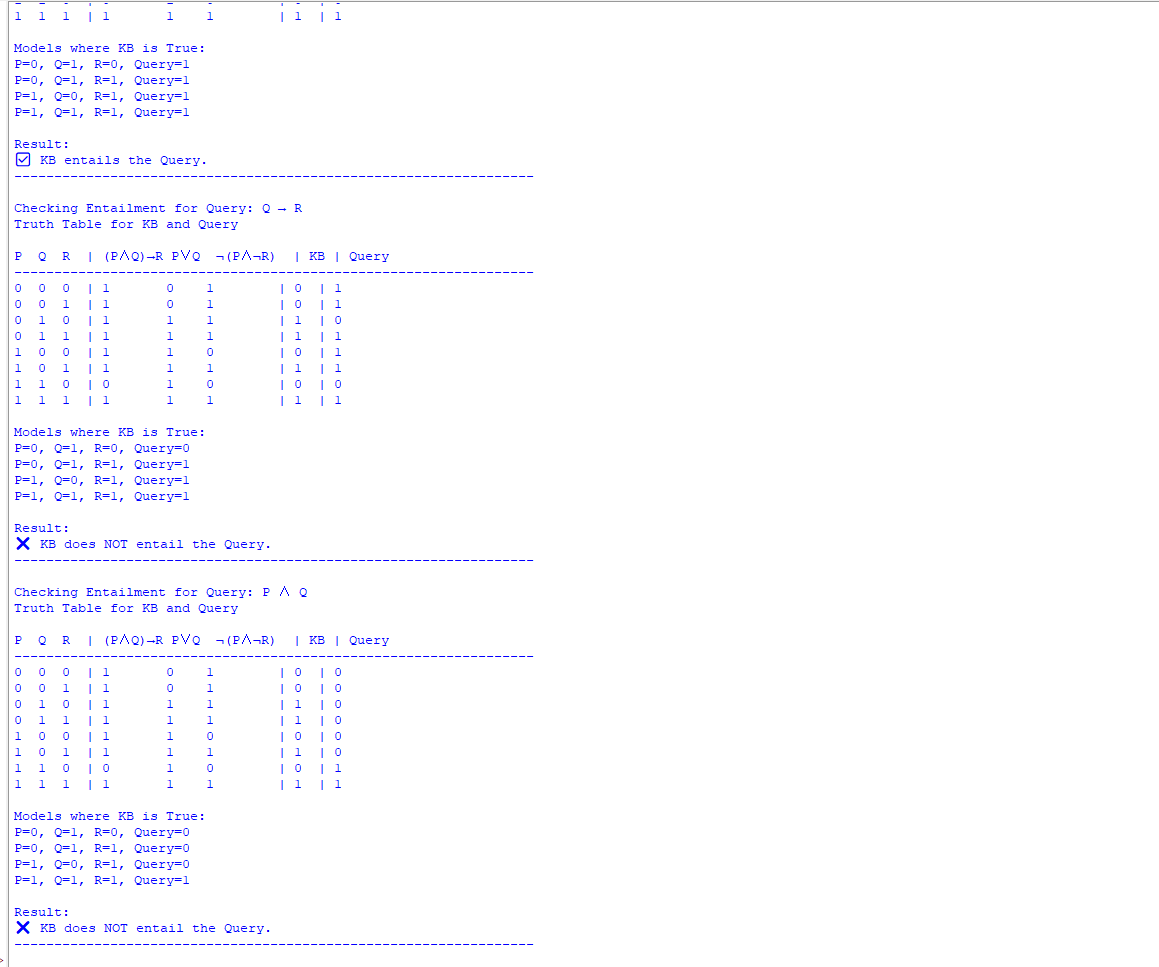 1  1  1  | 1       1    1        | 1  | 1
Models where KB is True:
P=0, Q=1, R=0, Query=1
P=0, Q=1, R=1, Query=1
P=1, Q=0, R=1, Query=1
P=1, Q=1, R=1, Query=1
Result:
☑ KB entails the Query.
-----------------------------------------------------------------
Checking Entailment for Query: Q → R
Truth Table for KB and Query
P  Q  R  | (P⋀Q)→R P⋁Q  ¬(P⋀¬R)  | KB | Query
-----------------------------------------------------------------
0  0  0  | 1       0    1        | 0  | 1
0  0  1  | 1       0    1        | 0  | 1
0  1  0  | 1       1    1        | 1  | 0
0  1  1  | 1       1    1        | 1  | 1
1  0  0  | 1       1    0        | 0  | 1
1  0  1  | 1       1    1        | 1  | 1
1  1  0  | 0       1    0        | 0  | 0
1  1  1  | 1       1    1        | 1  | 1
Models where KB is True:
P=0, Q=1, R=0, Query=0
P=0, Q=1, R=1, Query=1
P=1, Q=0, R=1, Query=1
P=1, Q=1, R=1, Query=1
Result:
❌ KB does NOT entail the Query.
-----------------------------------------------------------------
Checking Entailment for Query: P ⋀ Q
Truth Table for KB and Query
P  Q  R  | (P⋀Q)→R P⋁Q  ¬(P⋀¬R)  | KB | Query
-----------------------------------------------------------------
0  0  0  | 1       0    1        | 0  | 0
0  0  1  | 1       0    1        | 0  | 0
0  1  0  | 1       1    1        | 1  | 0
0  1  1  | 1       1    1        | 1  | 0
1  0  0  | 1       1    0        | 0  | 0
1  0  1  | 1       1    1        | 1  | 0
1  1  0  | 0       1    0        | 0  | 1
1  1  1  | 1       1    1        | 1  | 1
Models where KB is True:
P=0, Q=1, R=0, Query=0
P=0, Q=1, R=1, Query=0
P=1, Q=0, R=1, Query=0
P=1, Q=1, R=1, Query=1
Result:
❌ KB does NOT entail the Query.
-----------------------------------------------------------------